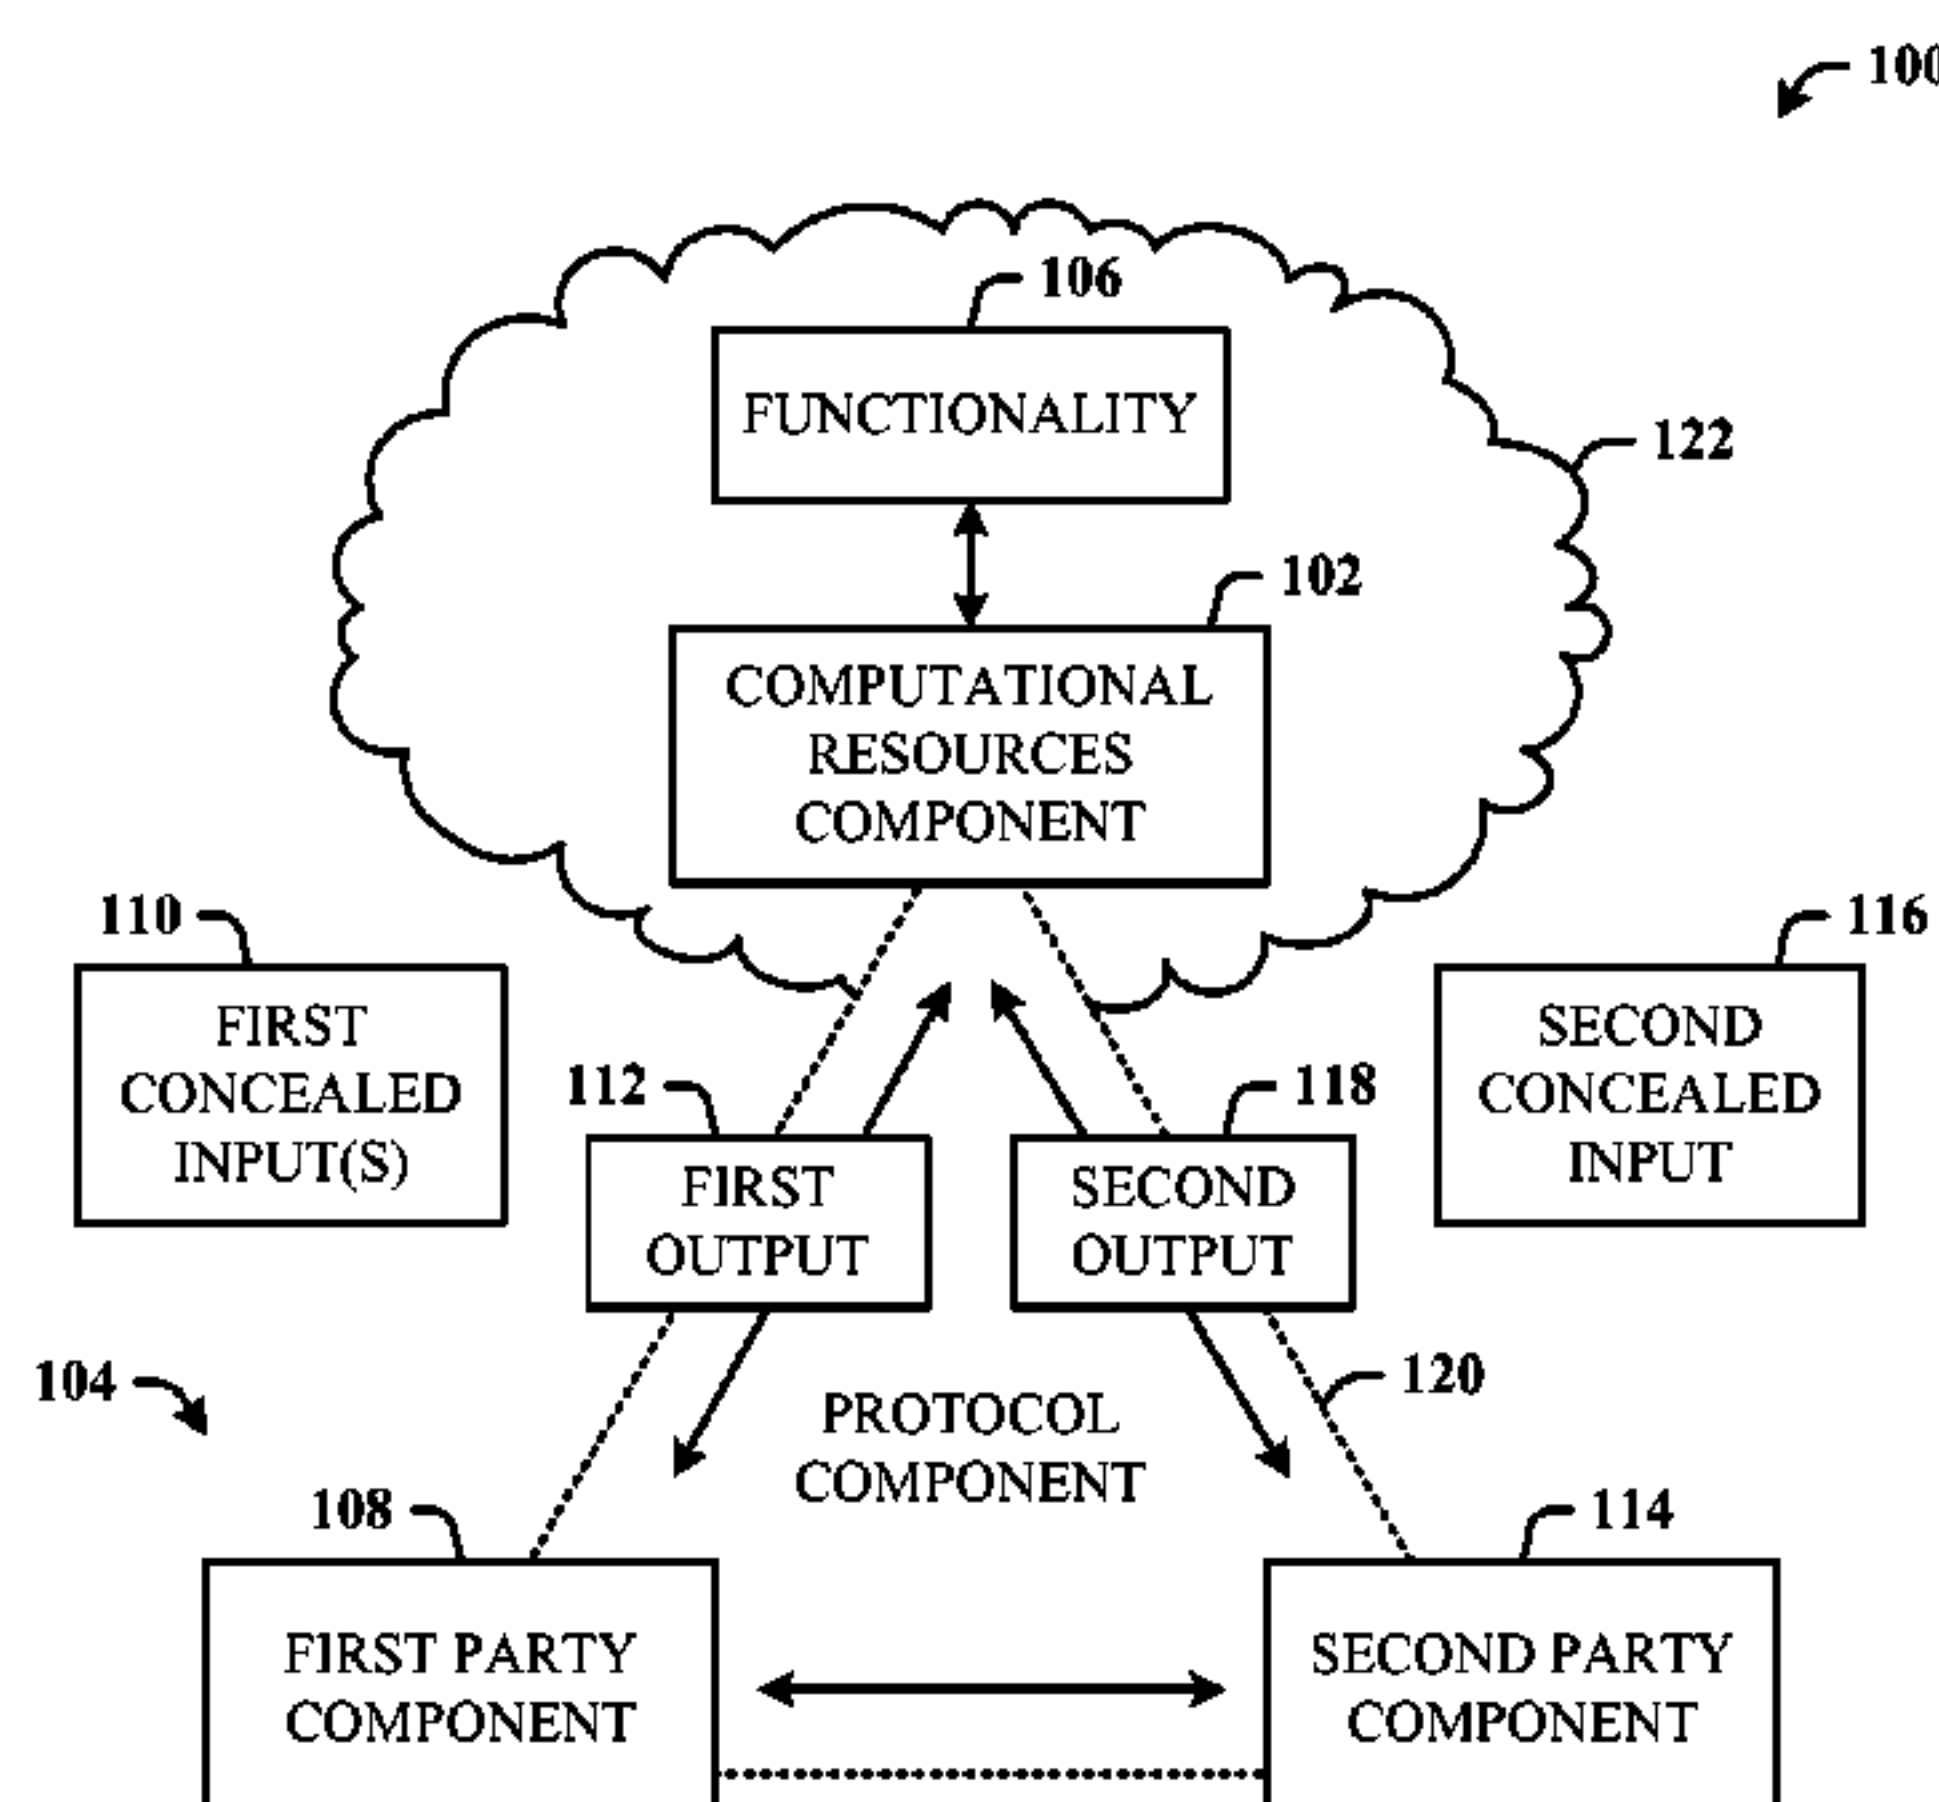 100
106
FUNCTIONALITY
122
102
COMPUTATIONAL
RESOURCES
COMPONENT
110
FIRST
CONCEALED
INPUT(S)
116
SECOND
CONCEALED
INPUT
112
FIRST
OUTPUT
118
SECOND
OUTPUT
104
120
PROTOCOL
COMPONENT
108
FIRST PARTY
COMPONENT
114
SECOND PARTY
COMPONENT